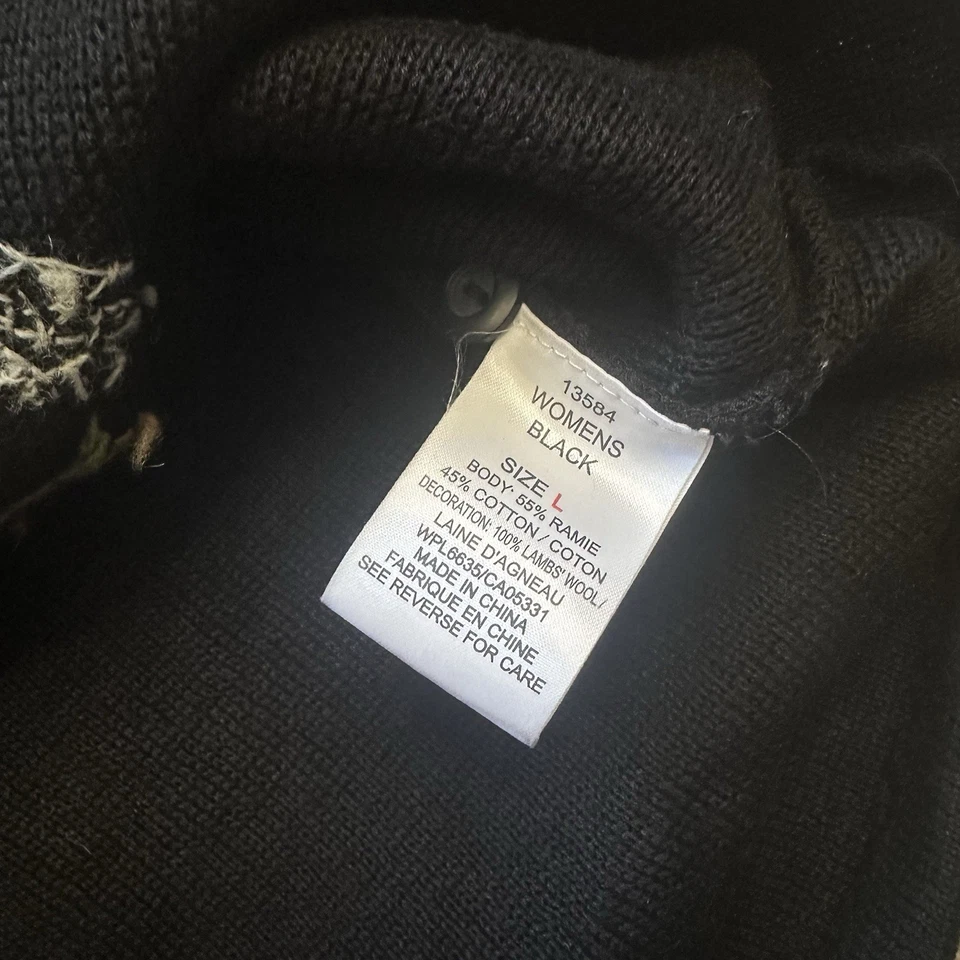 13584
WOMENS
BLACK
SIZE L
BODY: 55% RAMIE
45% COTTON / COTON
DECORATION: 100% LAMBS' WOOL/
LAINE D'AGNEAU
WPL6635/CA05331
MADE IN CHINA
FABRIQUE EN CHINE
SEE REVERSE FOR CARE